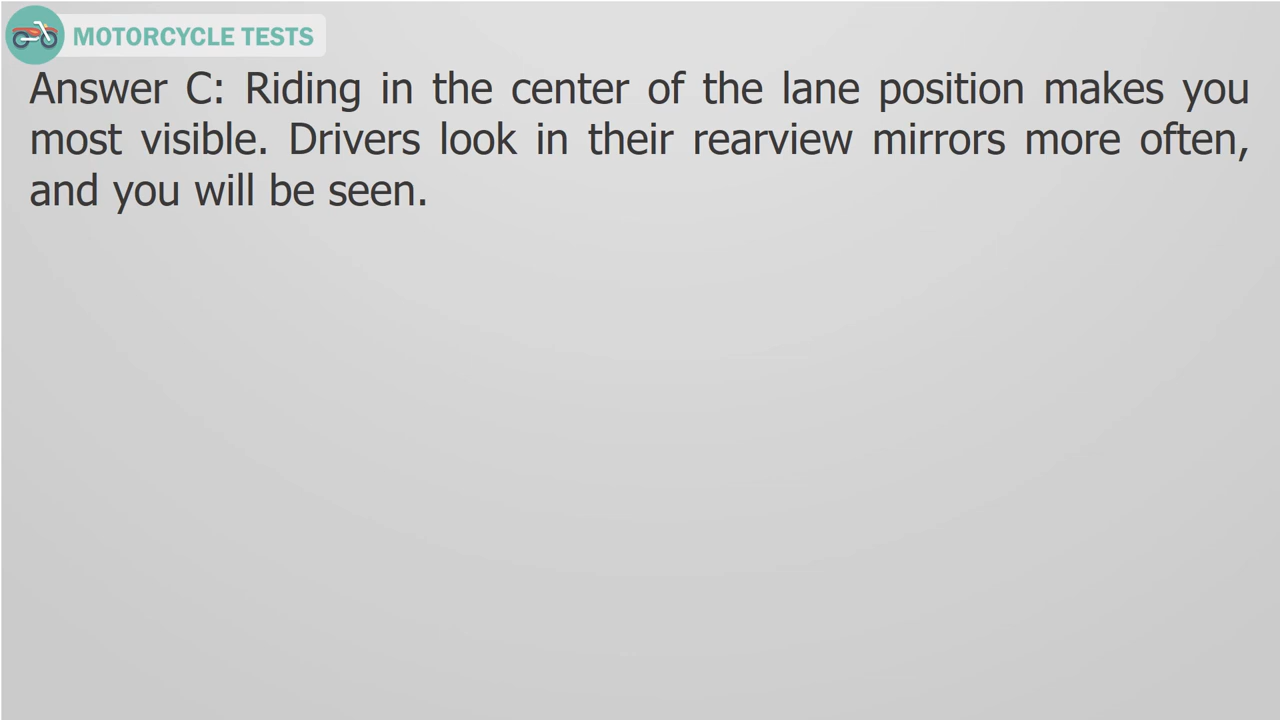 MOTORCYCLE TESTS
Answer C: Riding in the center of the lane position makes you
most visible. Drivers look in their rearview mirrors more often,
and you will be seen.